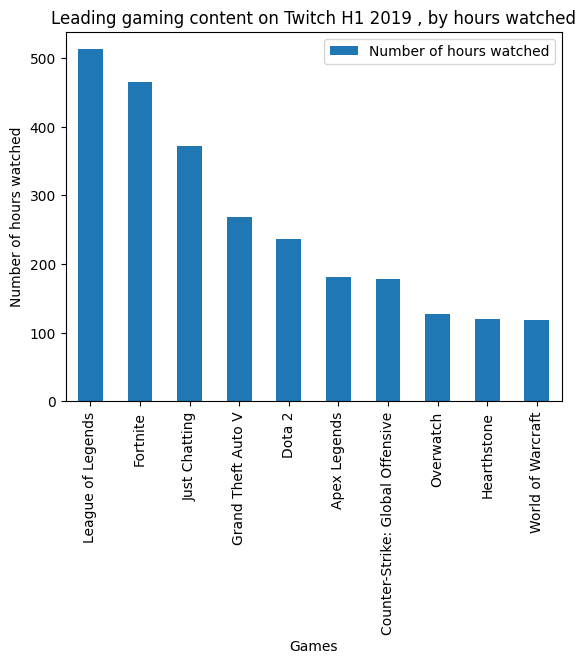 Leading gaming content on Twitch H1 2019 , by hours watched
Number of hours watched
Number of hours watched
500
400
300
200
100
0
League of Legends
Fortnite
Just Chatting
Grand Theft Auto V
Dota 2
Apex Legends
Counter-Strike: Global Offensive
Overwatch
Hearthstone
World of Warcraft
Games